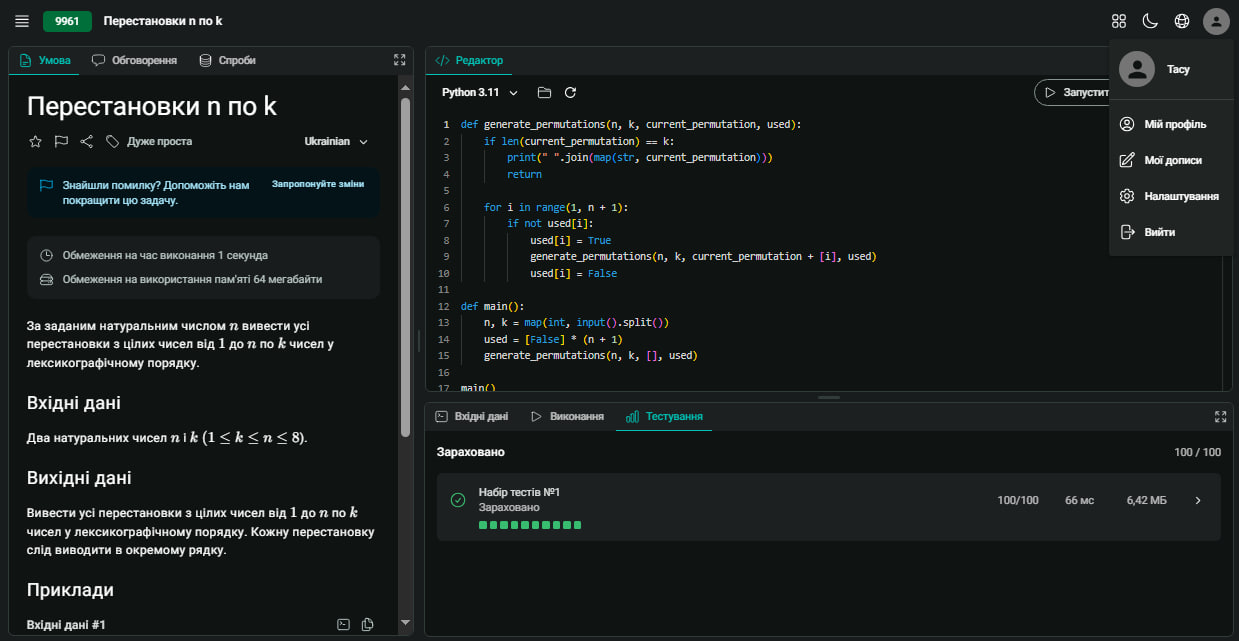 9961 Перестановки n по k
Умова Обговорення Спроби
Перестановки n по k
Дуже проста Ukrainian
Знайшли помилку? Допоможіть нам покращити цю задачу.
Запропонуйте зміни
Обмеження на час виконання 1 секунда
Обмеження на використання пам'яті 64 мегабайти
За заданим натуральним числом n вивести усі
перестановки з цілих чисел від 1 до n по k чисел у
лексикографічному порядку.
Вхідні дані
Два натуральних чисел n і k (1 ≤ k ≤ n ≤ 8).
Вихідні дані
Вивести усі перестановки з цілих чисел від 1 до n по k
чисел у лексикографічному порядку. Кожну перестановку
слід виводити в окремому рядку.
Приклади
Вхідні дані #1
Редактор
Python 3.11
Запустит
1 def generate_permutations(n, k, current_permutation, used):
2 if len(current_permutation) == k:
3 print(" ".join(map(str, current_permutation)))
4 return
5
6 for i in range(1, n + 1):
7 if not used[i]:
8 used[i] = True
9 generate_permutations(n, k, current_permutation + [i], used)
10 used[i] = False
11
12 def main():
13 n, k = map(int, input().split())
14 used = [False] * (n + 1)
15 generate_permutations(n, k, [], used)
16
17 main()
Тасу
Мій профіль
Мої дописи
Налаштування
Вийти
Вхідні дані Виконання Тестування
Зараховано 100 / 100
Набір тестів №1
Зараховано
100/100 66 мс 6,42 МБ